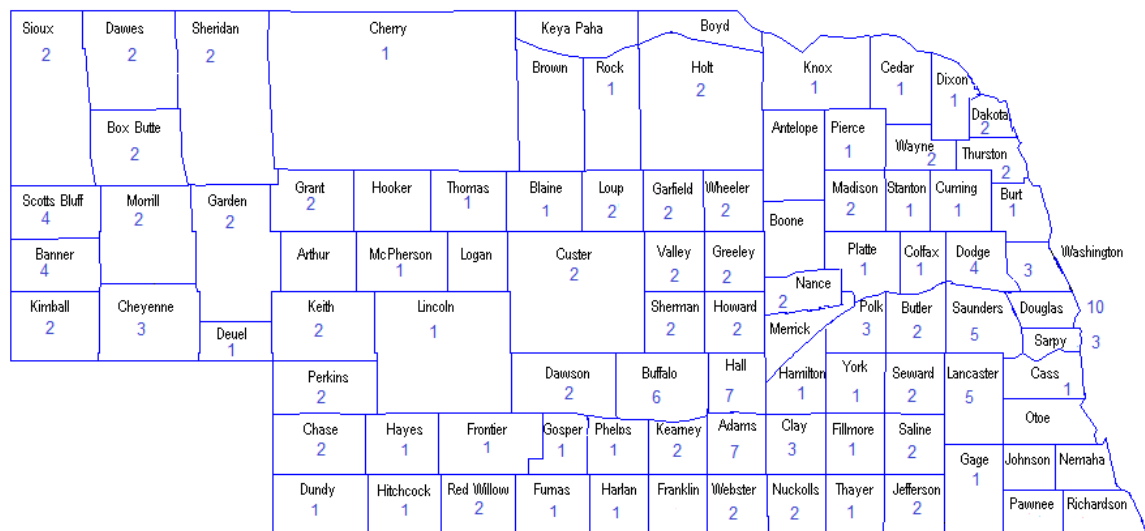 Sioux
2
Dawes
2
Sheridan
2
Cherry
1
Keya Paha
Boyd
Brown
Rock
1
Holt
2
Knox
1
Cedar
1
Dixon
1
Dakota
2
Box Butte
2
Antelope
Pierce
1
Wayne
2
Thurston
2
Scotts Bluff
4
Morrill
2
Garden
2
Grant
2
Hooker
Thomas
1
Blaine
1
Loup
2
Garfield
2
Wheeler
2
Madison
2
Stanton
1
Cuming
1
Burt
1
Boone
Banner
4
Arthur
McPherson
1
Logan
Custer
2
Valley
2
Greeley
2
Platte
1
Colfax
1
Dodge
4
Washington
3
Nance
2
Kimball
2
Cheyenne
3
Deuel
1
Keith
2
Lincoln
1
Sherman
2
Howard
2
Merrick
Polk
3
Butler
2
Saunders
5
Douglas
10
Sarpy
3
Perkins
2
Dawson
2
Buffalo
6
Hall
7
Hamilton
1
York
1
Seward
2
Lancaster
5
Cass
1
Otoe
Chase
2
Hayes
1
Frontier
1
Gosper
1
Phelps
1
Kearney
2
Adams
7
Clay
3
Fillmore
1
Saline
2
Gage
1
Johnson
Nemaha
Dundy
1
Hitchcock
1
Red Willow
2
Furnas
1
Harlan
1
Franklin
Webster
2
Nuckolls
2
Thayer
1
Jefferson
2
Pawnee
Richardson